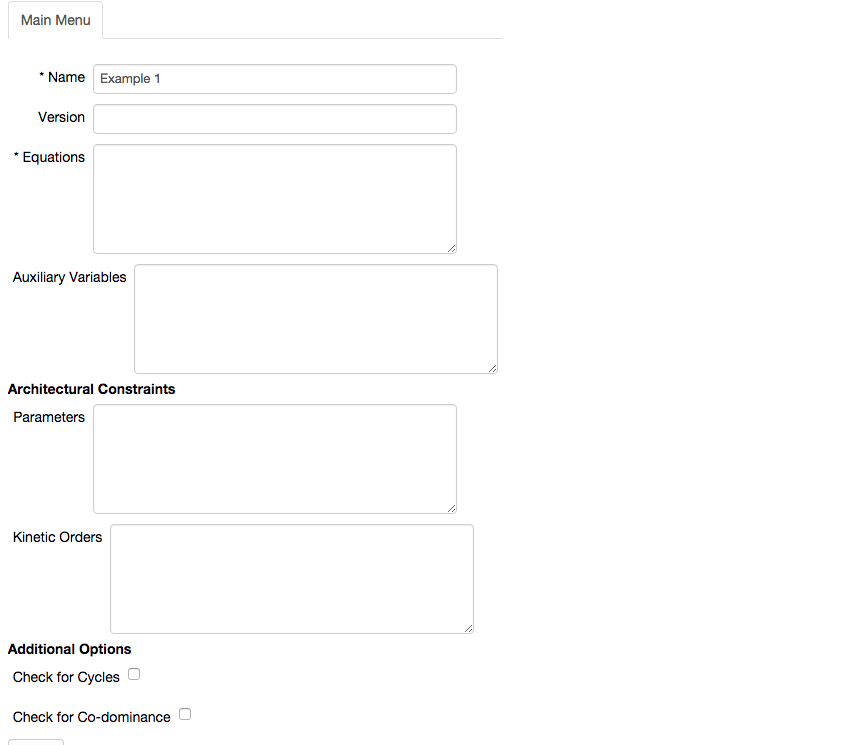 Main Menu
* Name Example 1
Version
* Equations
Auxiliary Variables
Architectural Constraints
Parameters
Kinetic Orders
Additional Options
Check for Cycles
Check for Co-dominance